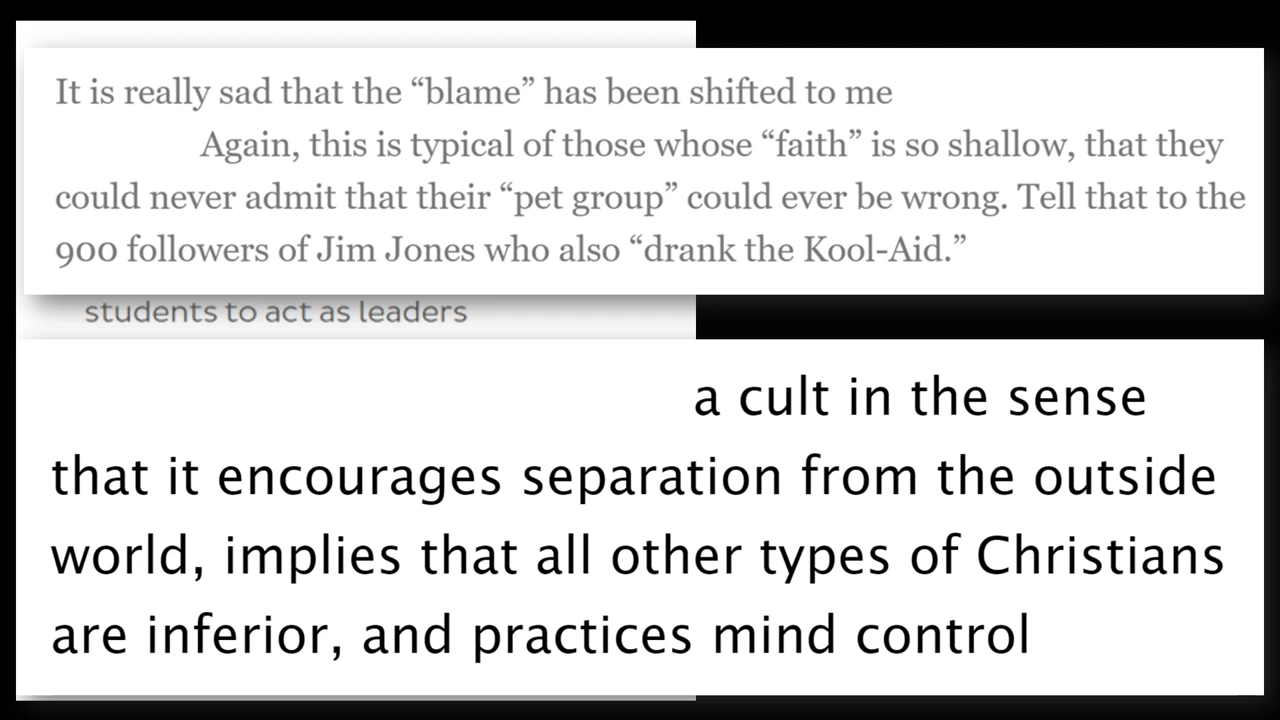 It is really sad that the “blame” has been shifted to me
Again, this is typical of those whose “faith” is so shallow, that they
could never admit that their “pet group” could ever be wrong. Tell that to the
900 followers of Jim Jones who also “drank the Kool-Aid.”
students to act as leaders
a cult in the sense
that it encourages separation from the outside
world, implies that all other types of Christians
are inferior, and practices mind control